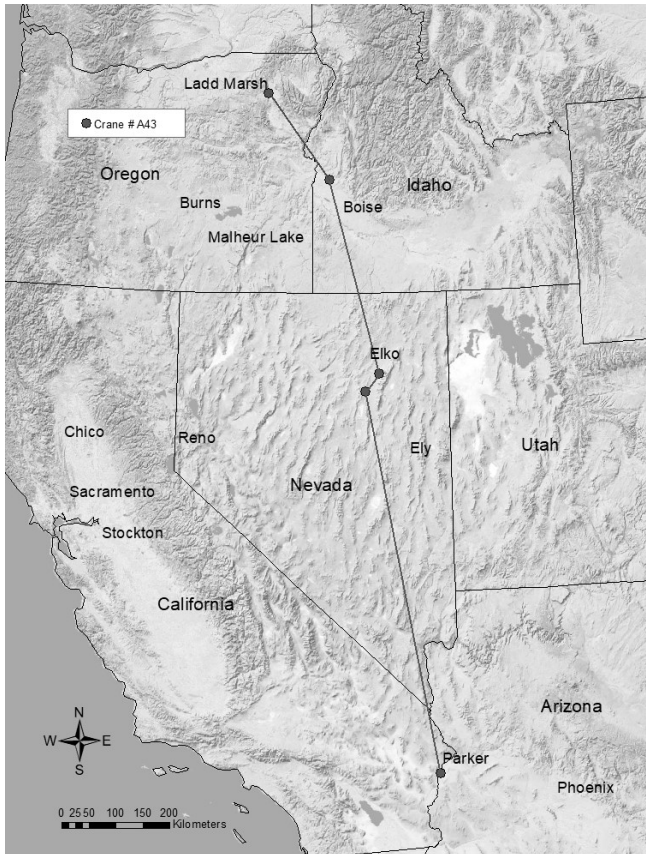 Ladd Marsh
Crane # A43
Oregon
Idaho
Burns
Boise
Malheur Lake
Elko
Chico
Reno
Ely
Utah
Nevada
Sacramento
Stockton
California
N
W E
S
Arizona
Parker
Phoenix
0 25 50 100 150 200
Kilometers